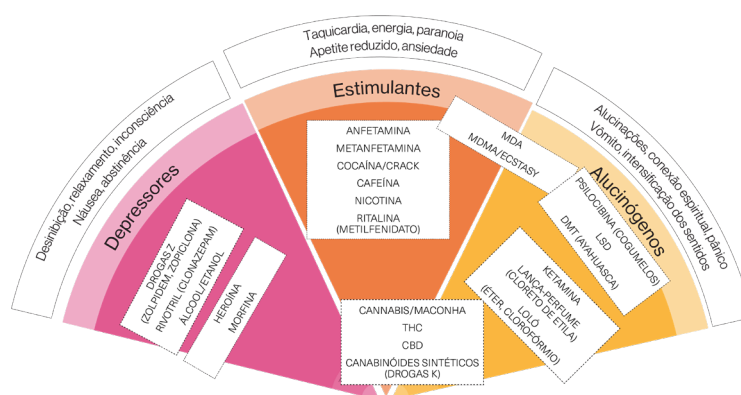 Desinibição, relaxamento, inconsciência
Náusea, abstinência
Depressores
DROGAS Z
(ZOLPIDEM, ZOPICLONA)
RIVOTRIL (CLONAZEPAM)
ÁLCOOL/ETANOL
HEROÍNA
MORFINA
Taquicardia, energia, paranoia
Apetite reduzido, ansiedade
Estimulantes
ANFETAMINA
METANFETAMINA
COCAÍNA/CRACK
CAFEÍNA
NICOTINA
RITALINA
(METILFENIDATO)
MDA
MDMA/ECSTASY
Alucinações, conexão espiritual, pânico
Vômito, intensificação dos sentidos
Alucinógenos
PSILOCIBINA (COGUMELOS)
LSD
DMT (AYAHUASCA)
KETAMINA
LANÇA-PERFUME
(CLORETO DE ETILA)
LOLÓ
(ÉTER, CLOROFÓRMIO)
CANNABIS/MACONHA
THC
CBD
CANABINÓIDES SINTÉTICOS
(DROGAS K)